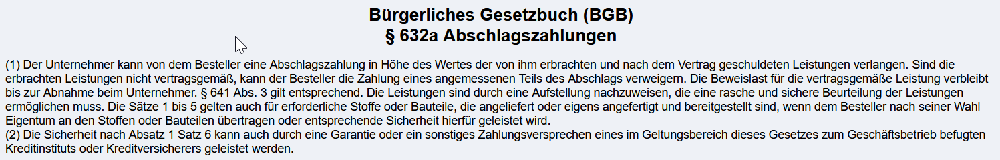 Bürgerliches Gesetzbuch (BGB)
§ 632a Abschlagszahlungen
(1) Der Unternehmer kann von dem Besteller eine Abschlagszahlung in Höhe des Wertes der von ihm erbrachten und nach dem Vertrag geschuldeten Leistungen verlangen. Sind die
erbrachten Leistungen nicht vertragsgemäß, kann der Besteller die Zahlung eines angemessenen Teils des Abschlags verweigern. Die Beweislast für die vertragsgemäße Leistung verbleibt
bis zur Abnahme beim Unternehmer. § 641 Abs. 3 gilt entsprechend. Die Leistungen sind durch eine Aufstellung nachzuweisen, die eine rasche und sichere Beurteilung der Leistungen
ermöglichen muss. Die Sätze 1 bis 5 gelten auch für erforderliche Stoffe oder Bauteile, die angeliefert oder eigens angefertigt und bereitgestellt sind, wenn dem Besteller nach seiner Wahl
Eigentum an den Stoffen oder Bauteilen übertragen oder entsprechende Sicherheit hierfür geleistet wird.
(2) Die Sicherheit nach Absatz 1 Satz 6 kann auch durch eine Garantie oder ein sonstiges Zahlungsversprechen eines im Geltungsbereich dieses Gesetzes zum Geschäftsbetrieb befugten
Kreditinstituts oder Kreditversicherers geleistet werden.